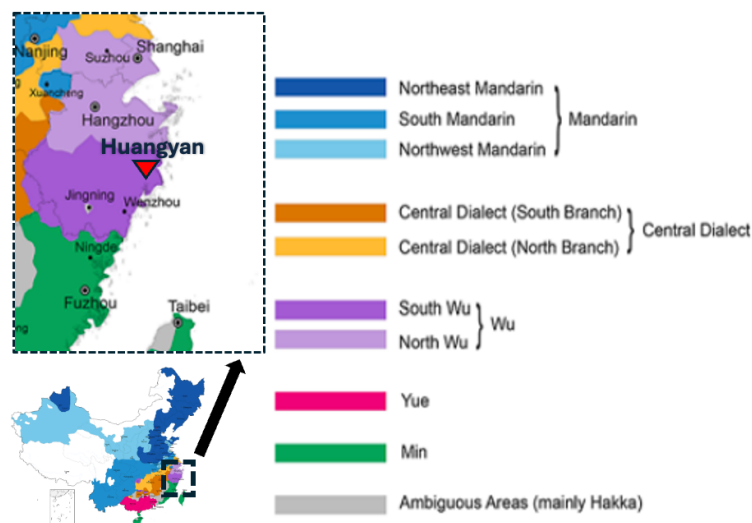 Nanjing
Suzhou
Shanghai
Xuancheng
Hangzhou
Huangyan
Jingning
Wenzhou
Ningde
Fuzhou
Taibei
Northeast Mandarin
South Mandarin
Mandarin
Northwest Mandarin
Central Dialect (South Branch)
Central Dialect
Central Dialect (North Branch)
South Wu
Wu
North Wu
Yue
Min
Ambiguous Areas (mainly Hakka)